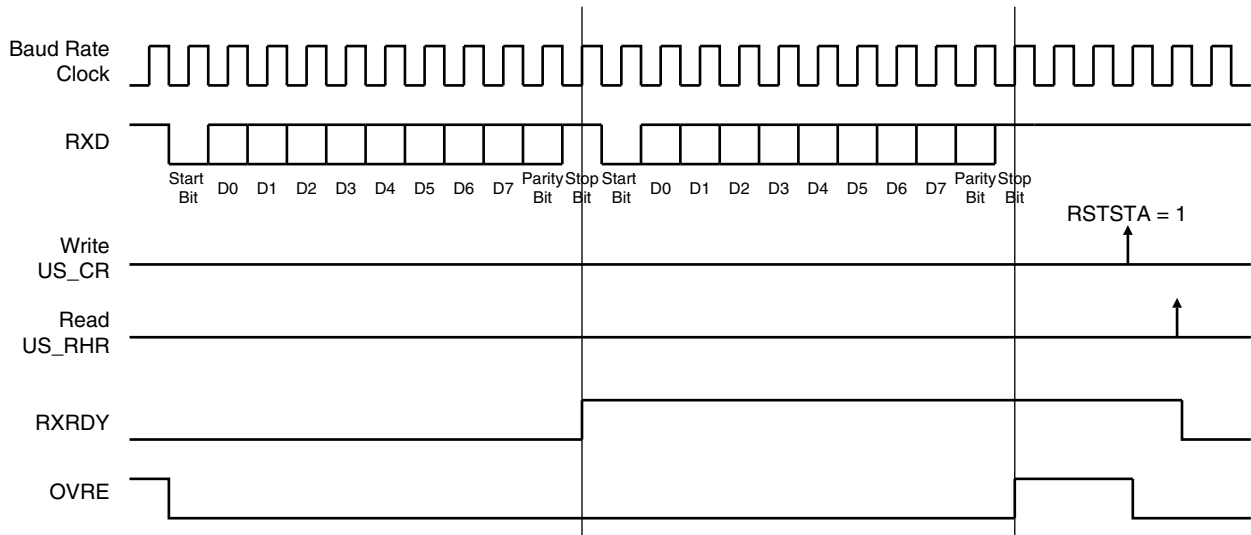 Baud Rate
Clock
RXD
Start
Bit
D0
D1
D2
D3
D4
D5
D6
D7
Parity
Bit
Stop
Bit
Start
Bit
D0
D1
D2
D3
D4
D5
D6
D7
Parity
Bit
Stop
Bit
RSTSTA = 1
Write
US_CR
Read
US_RHR
RXRDY
OVRE